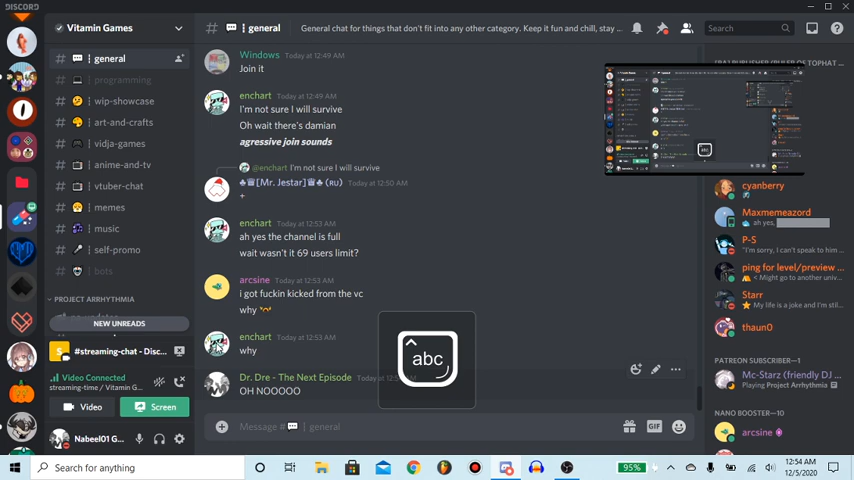 DISCORD
Vitamin Games
general
General chat for things that don't fit into any other category. Keep it fun and chill, stay ...
Search
general
programming
wip-showcase
art-and-crafts
vidja-games
anime-and-tv
vtuber-chat
memes
music
self-promo
bots
PROJECT ARRHYTHMIA
NEW UNREADS
#streaming-chat - Disc...
Video Connected
streaming-time / Vitamin G...
Video
Screen
Nabeel01 G...
Windows Today at 12:49 AM
Join it
enchart Today at 12:49 AM
I'm not sure I will survive
Oh wait there's damian
agressive join sounds
@enchart I'm not sure I will survive
♣♛[Mr. Jestar]♛♣ (RU) Today at 12:50 AM
+
enchart Today at 12:53 AM
ah yes the channel is full
wait wasn't it 69 users limit?
arcsine Today at 12:53 AM
i got fuckin kicked from the vc
why
enchart Today at 12:53 AM
why
Dr. Dre - The Next Episode Today at
OH NOOOOO
abc
Message # general
GIF
cyanberry
Maxmemeazord
ah yes,
P-S
"I'm sorry, I can't speak to him ...
ping for level/preview ...
< Might go to another univ...
Starr
My life is a joke and I'm stil...
thaun0
PATREON SUBSCRIBER—1
Mc-Starz (friendly DJ ...
Playing Project Arrhythmia
NANO BOOSTER—10
arcsine
Search for anything
95%
12:54 AM
12/5/2020